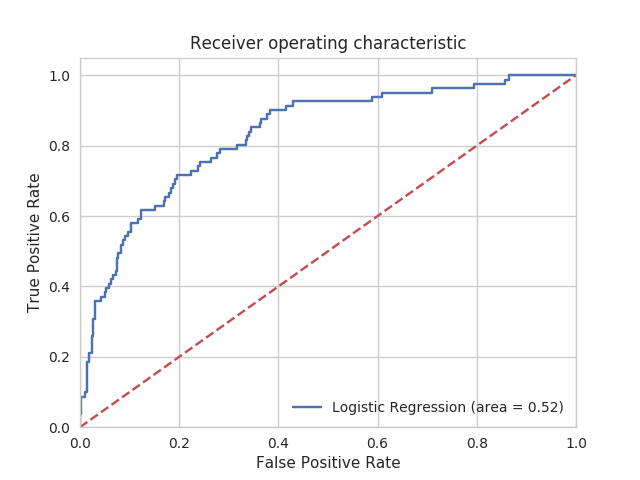 Receiver operating characteristic
1.0
0.8
0.6
0.4
0.2
0.0
True Positive Rate
Logistic Regression (area = 0.52)
0.0 0.2 0.4 0.6 0.8 1.0
False Positive Rate